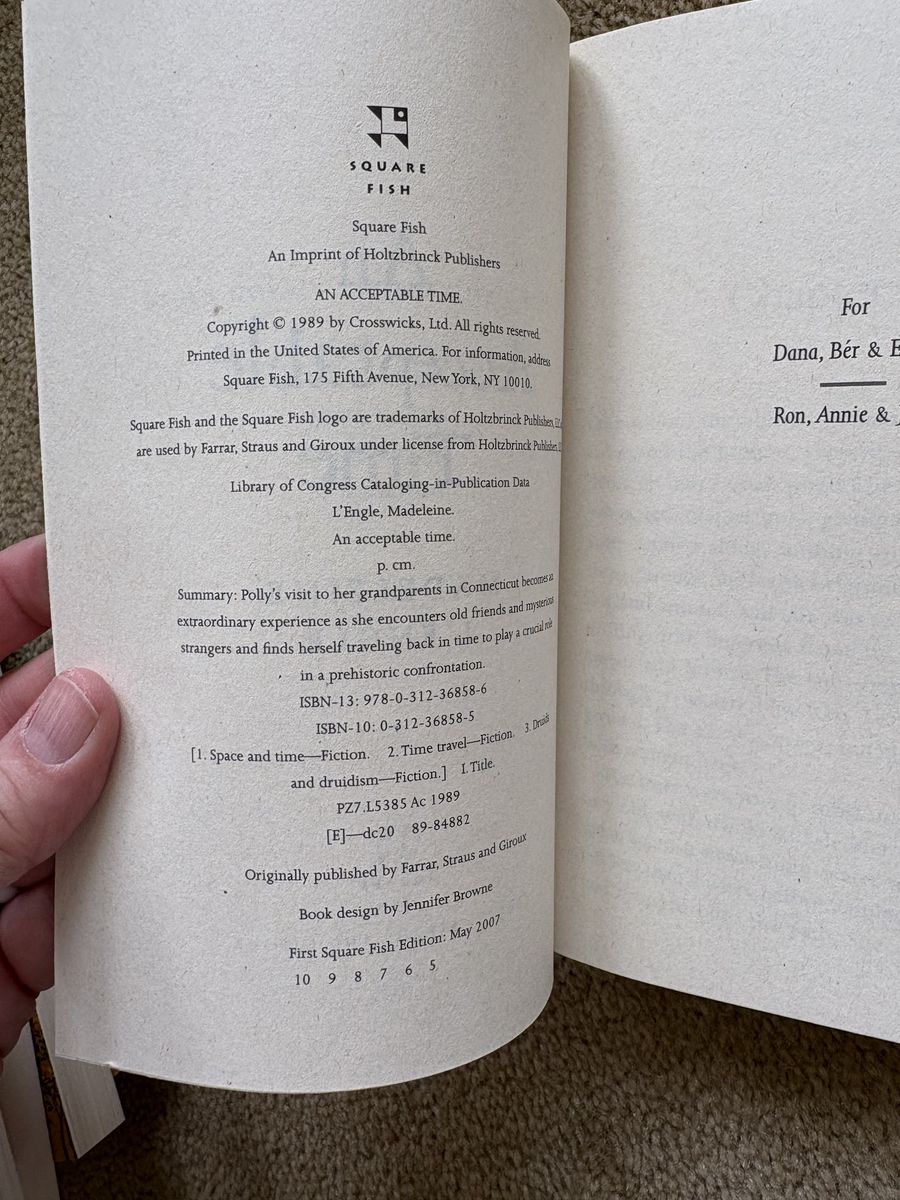 SQUARE
FISH
Square Fish
An Imprint of Holtzbrinck Publishers
AN ACCEPTABLE TIME.
Copyright © 1989 by Crosswicks, Ltd. All rights reserved.
Printed in the United States of America. For information, address
Square Fish, 175 Fifth Avenue, New York, NY 10010.
Square Fish and the Square Fish logo are trademarks of Holtzbrinck Publishers,
are used by Farrar, Straus and Giroux under license from Holtzbrinck Publisher,
Library of Congress Cataloging-in-Publication Data
L'Engle, Madeleine.
An acceptable time.
p. cm.
Summary: Polly's visit to her grandparents in Connecticut becomes an
extraordinary experience as she encounters old friends and mysterious
strangers and finds herself traveling back in time to play a crucial role
in a prehistoric confrontation.
ISBN-13: 978-0-312-36858-6
ISBN-10: 0-312-36858-5
[1. Space and time—Fiction. 2. Time travel—Fiction. 3. Druids
and druidism—Fiction.] I. Title.
PZ7.L5385 Ac 1989
[E]—dc20 89-84882
Originally published by Farrar, Straus and Giroux
Book design by Jennifer Browne
First Square Fish Edition: May 2007
10 9 8 7 6 5
For
Dana, Bér & E
Ron, Annie &